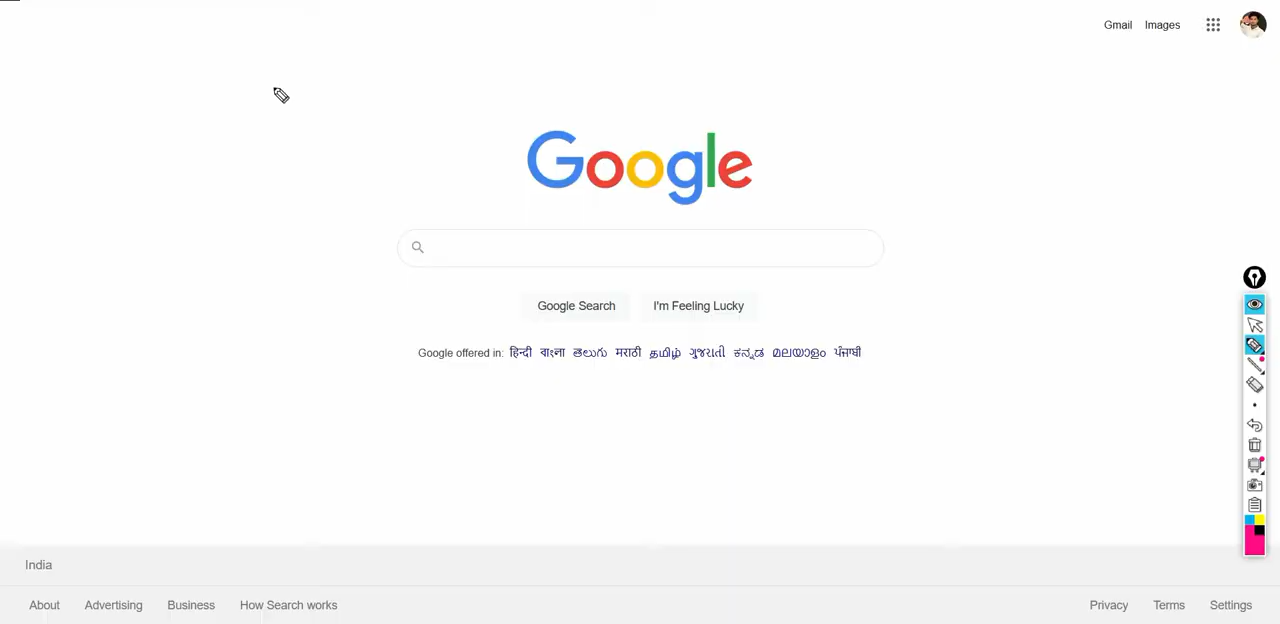 Gmail Images
Google
Google Search I'm Feeling Lucky
Google offered in: हिन्दी বাংলা తెలుగు मराठी தமிழ் ગુજરાતી ಕನ್ನಡ മലയാളം ਪੰਜਾਬੀ
India
About Advertising Business How Search works Privacy Terms Settings